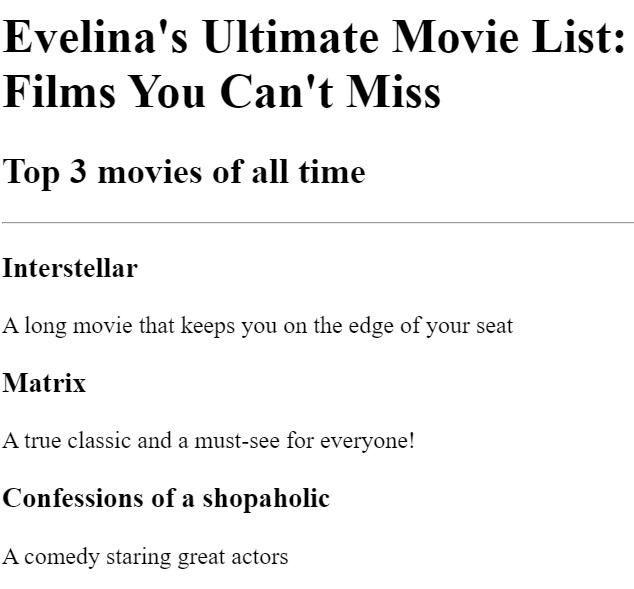 Evelina's Ultimate Movie List:
Films You Can't Miss
Top 3 movies of all time
Interstellar
A long movie that keeps you on the edge of your seat
Matrix
A true classic and a must-see for everyone!
Confessions of a shopaholic
A comedy staring great actors